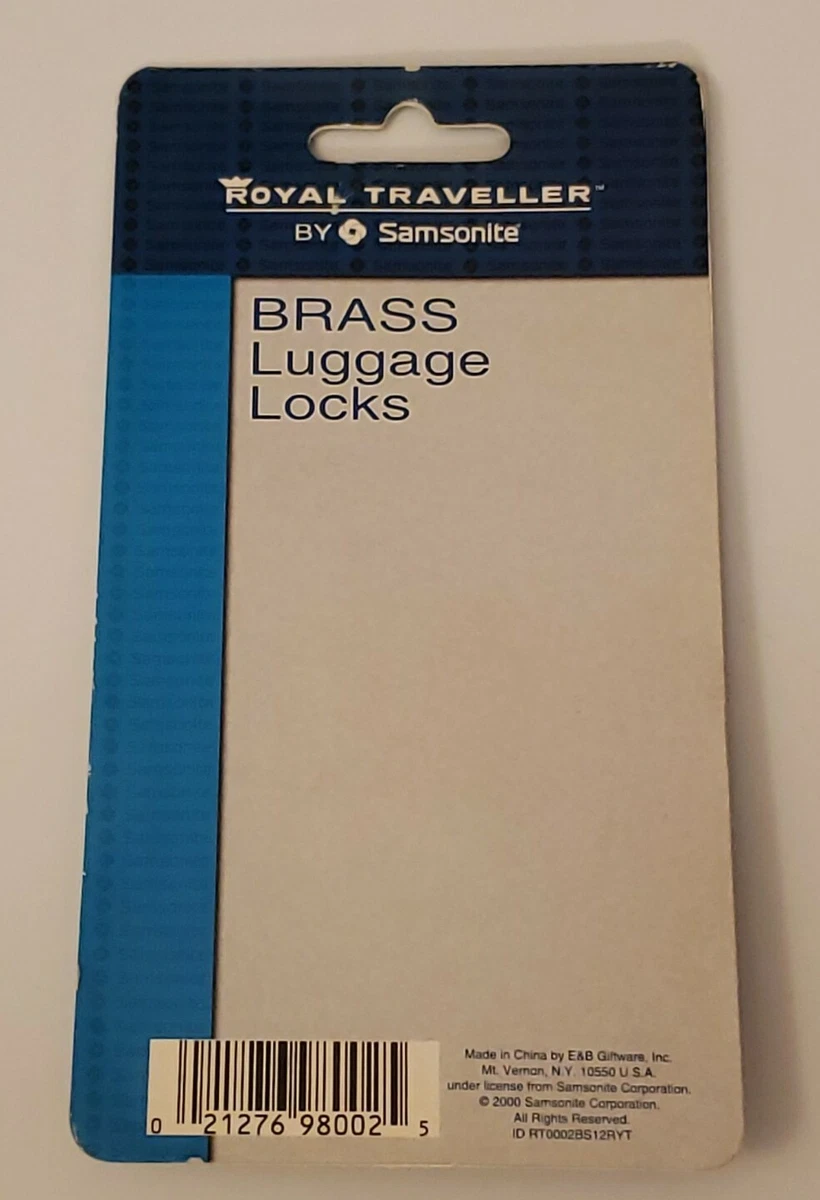 ROYAL TRAVELLER™
BY Samsonite
BRASS
Luggage
Locks
0 21276 98002 5
Made in China by E&B Giftware, Inc.
Mt. Vernon, N.Y. 10550 U.S.A.
under license from Samsonite Corporation.
© 2000 Samsonite Corporation.
All Rights Reserved.
ID RT0002BS12RYT